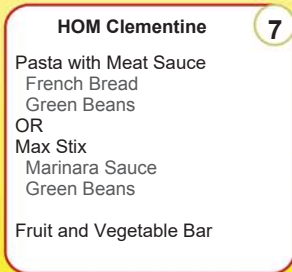 HOM Clementine
7
Pasta with Meat Sauce
French Bread
Green Beans
OR
Max Stix
Marinara Sauce
Green Beans
Fruit and Vegetable Bar